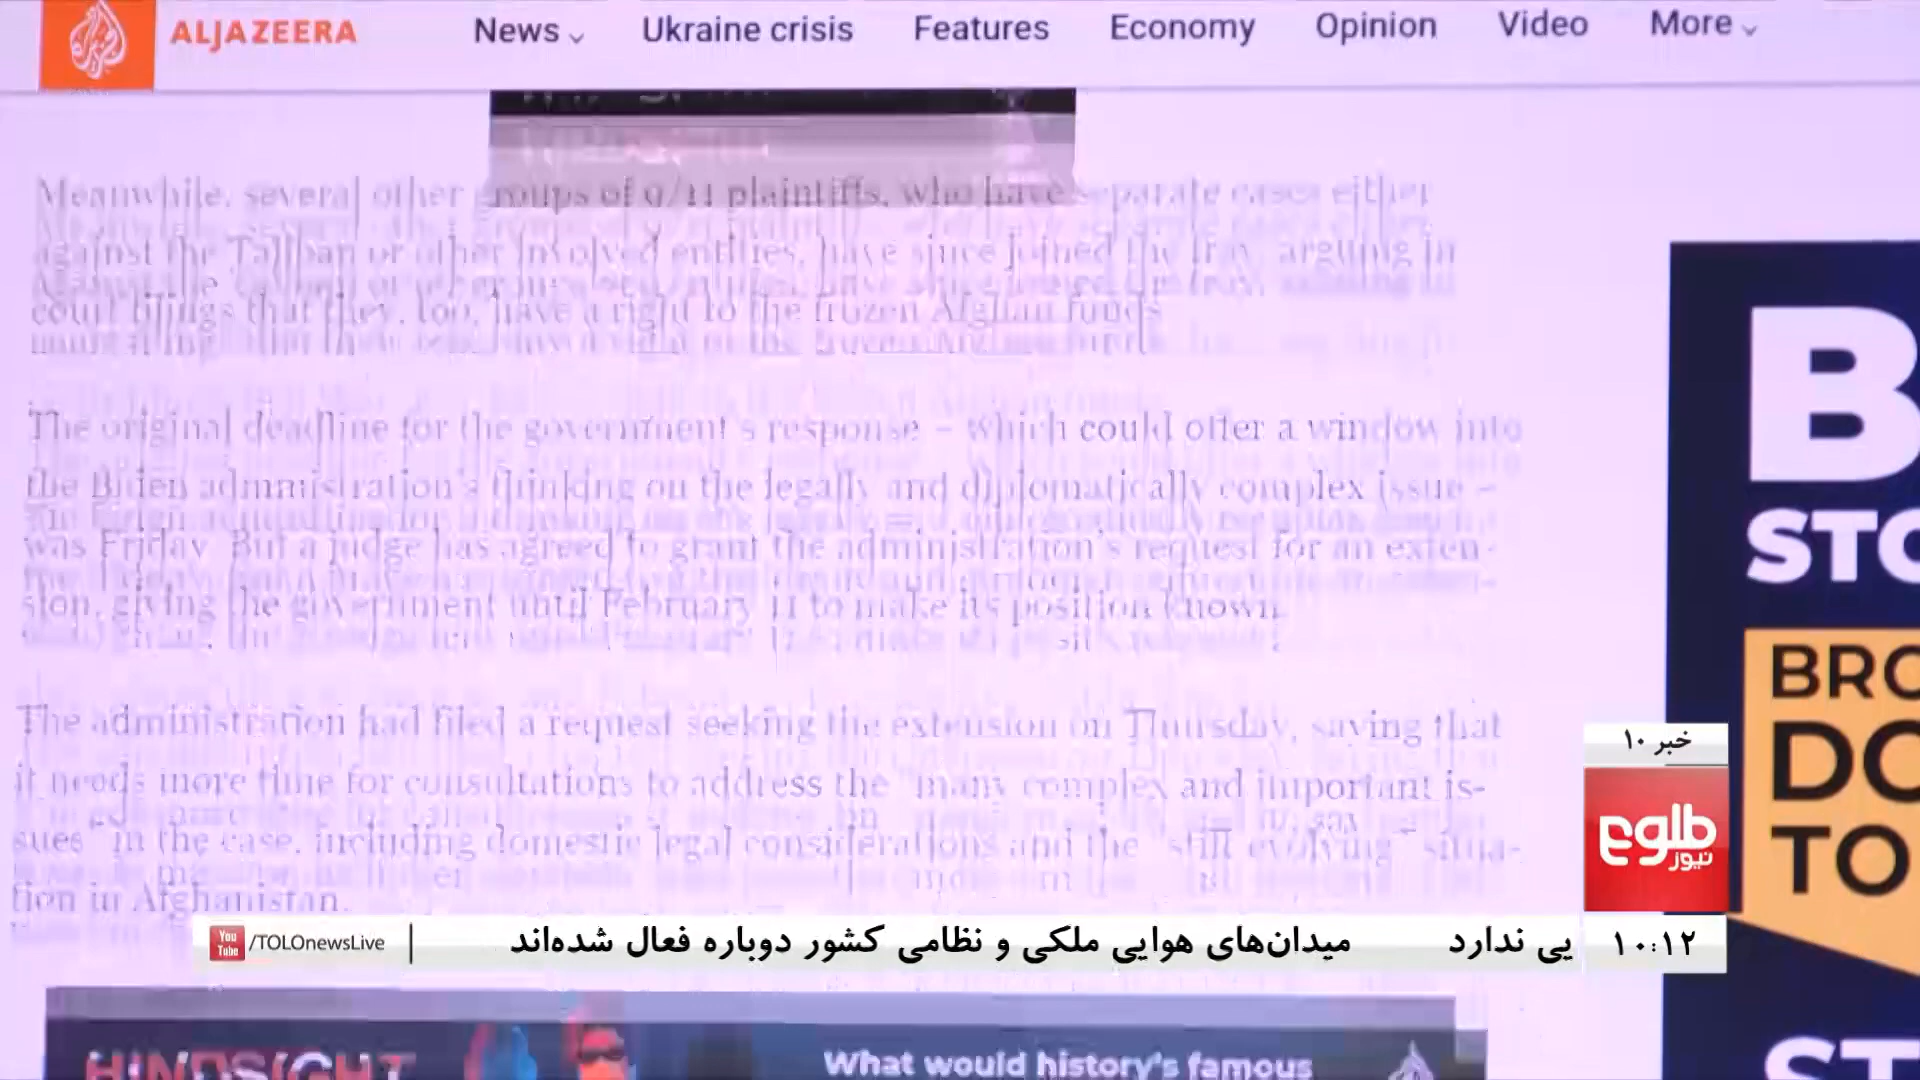 ALJAZEERA
News
Ukraine crisis
Features
Economy
Opinion
Video
More
Meanwhile, several other groups of 9/11 plaintiffs, who have separate cases either
against the Taliban or other involved entities, have since joined the fray, arguing in
court filings that they, too, have a right to the frozen Afghan funds
The original deadline for the government's response – which could offer a window into
the Biden administration's thinking on the legally and diplomatically complex issue –
was Friday. But a judge has agreed to grant the administration's request for an exten-
sion, giving the government until February 11 to make its position known.
The administration had filed a request seeking the extension on Thursday, saying that
it needs more time for consultations to address the "many complex and important is-
sues" in the case, including domestic legal considerations and the "still evolving" situa-
tion in Afghanistan.
B
STO
BRO
DO
TO
ST
خبر ۱۰
طلوع
نیوز
۱۰:۱۲
یی ندارد
میدان‌های هوایی ملکی و نظامی کشور دوباره فعال شده‌اند
You Tube /TOLOnewsLive
HINDSIGHT
What would history's famous